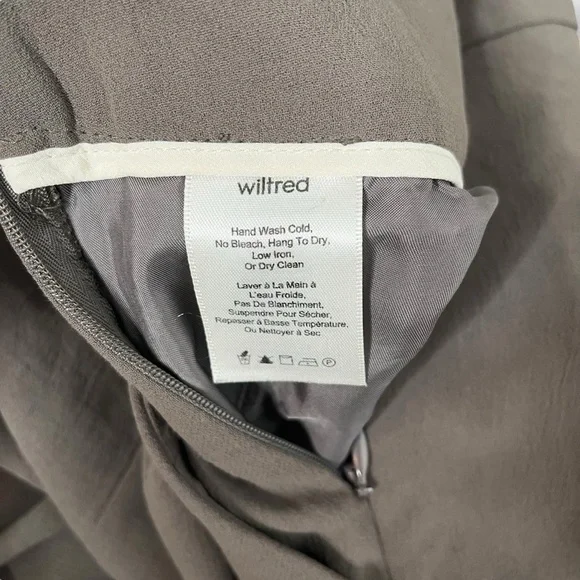 wilfred
Hand Wash Cold,
No Bleach, Hang To Dry,
Low Iron,
Or Dry Clean
Laver à La Main à
L'eau Froide,
Pas De Blanchiment,
Suspendre Pour Sécher,
Repasser à Basse Température,
Ou Nettoyer à Sec
P